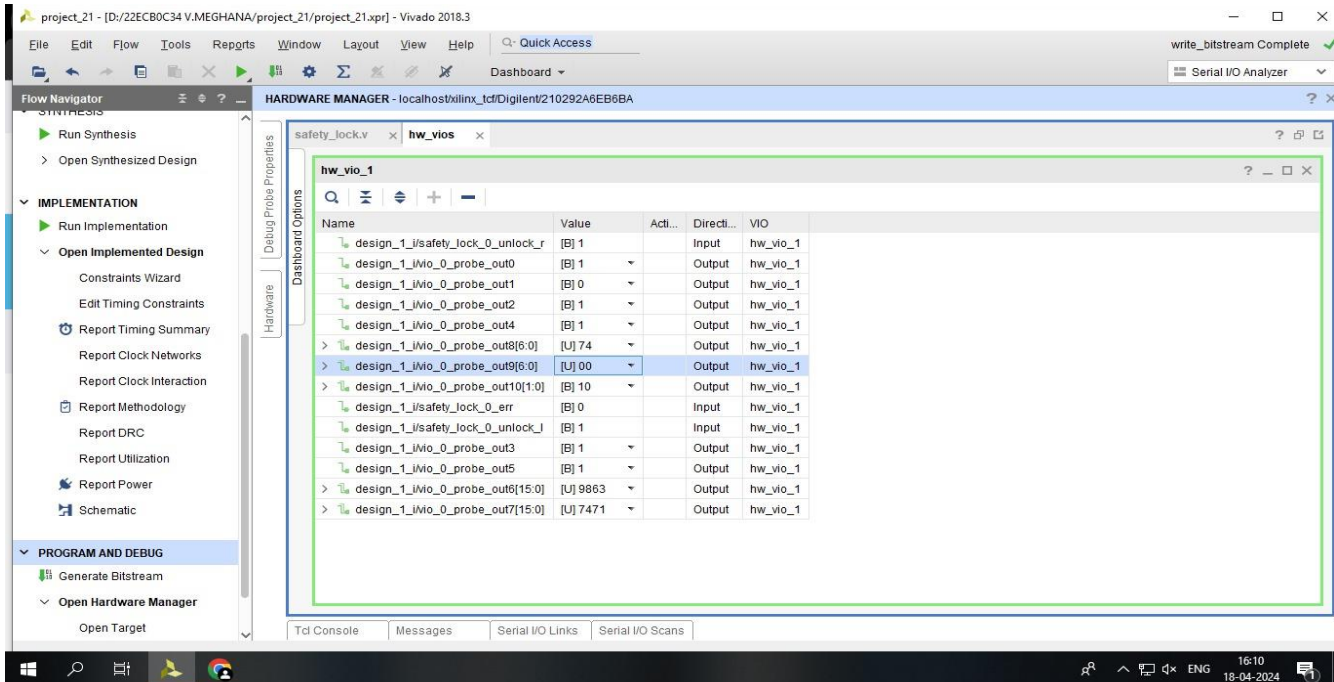 project_21 - [D:/22ECB0C34 V.MEGHANA/project_21/project_21.xpr] - Vivado 2018.3
File Edit Flow Tools Reports Window Layout View Help Quick Access write_bitstream Complete
Dashboard Serial I/O Analyzer
Flow Navigator HARDWARE MANAGER - localhost/xilinx_tcf/Digilent/210292A6EB6BA
SYNTHESIS
Run Synthesis
Open Synthesized Design
IMPLEMENTATION
Run Implementation
Open Implemented Design
Constraints Wizard
Edit Timing Constraints
Report Timing Summary
Report Clock Networks
Report Clock Interaction
Report Methodology
Report DRC
Report Utilization
Report Power
Schematic
PROGRAM AND DEBUG
Generate Bitstream
Open Hardware Manager
Open Target
Debug Probe Properties
Hardware
Dashboard Options
safety_lock.v hw_vios
hw_vio_1
Name Value Acti... Directi... VIO
design_1_i/safety_lock_0_unlock_r [B] 1 Input hw_vio_1
design_1_i/vio_0_probe_out0 [B] 1 Output hw_vio_1
design_1_i/vio_0_probe_out1 [B] 0 Output hw_vio_1
design_1_i/vio_0_probe_out2 [B] 1 Output hw_vio_1
design_1_i/vio_0_probe_out4 [B] 1 Output hw_vio_1
design_1_i/vio_0_probe_out8[6:0] [U] 74 Output hw_vio_1
design_1_i/vio_0_probe_out9[6:0] [U] 00 Output hw_vio_1
design_1_i/vio_0_probe_out10[1:0] [B] 10 Output hw_vio_1
design_1_i/safety_lock_0_err [B] 0 Input hw_vio_1
design_1_i/safety_lock_0_unlock_l [B] 1 Input hw_vio_1
design_1_i/vio_0_probe_out3 [B] 1 Output hw_vio_1
design_1_i/vio_0_probe_out5 [B] 1 Output hw_vio_1
design_1_i/vio_0_probe_out6[15:0] [U] 9863 Output hw_vio_1
design_1_i/vio_0_probe_out7[15:0] [U] 7471 Output hw_vio_1
Tcl Console Messages Serial I/O Links Serial I/O Scans
ENG 16:10
18-04-2024